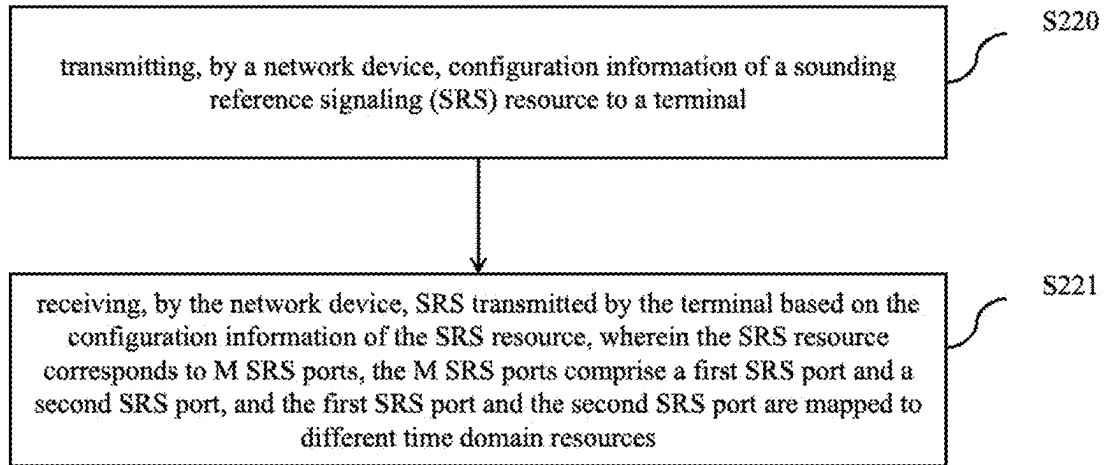 S220
transmitting, by a network device, configuration information of a sounding
reference signaling (SRS) resource to a terminal
S221
receiving, by the network device, SRS transmitted by the terminal based on the
configuration information of the SRS resource, wherein the SRS resource
corresponds to M SRS ports, the M SRS ports comprise a first SRS port and a
second SRS port, and the first SRS port and the second SRS port are mapped to
different time domain resources